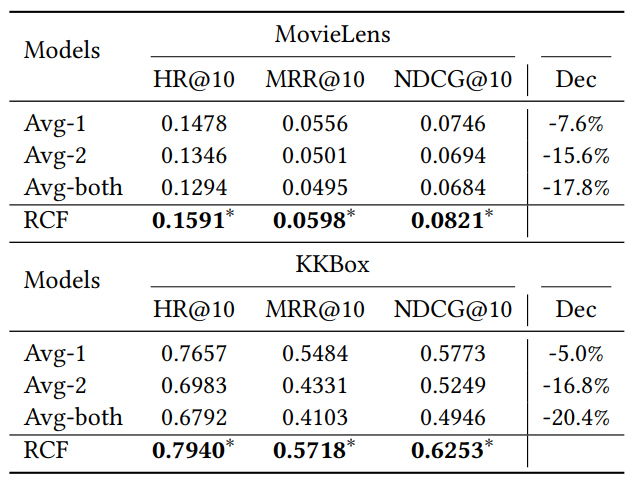 Models MovieLens
HR@10 MRR@10 NDCG@10 Dec
Avg-1 0.1478 0.0556 0.0746 -7.6%
Avg-2 0.1346 0.0501 0.0694 -15.6%
Avg-both 0.1294 0.0495 0.0684 -17.8%
RCF 0.1591* 0.0598* 0.0821*
Models KKBox
HR@10 MRR@10 NDCG@10 Dec
Avg-1 0.7657 0.5484 0.5773 -5.0%
Avg-2 0.6983 0.4331 0.5249 -16.8%
Avg-both 0.6792 0.4103 0.4946 -20.4%
RCF 0.7940* 0.5718* 0.6253*